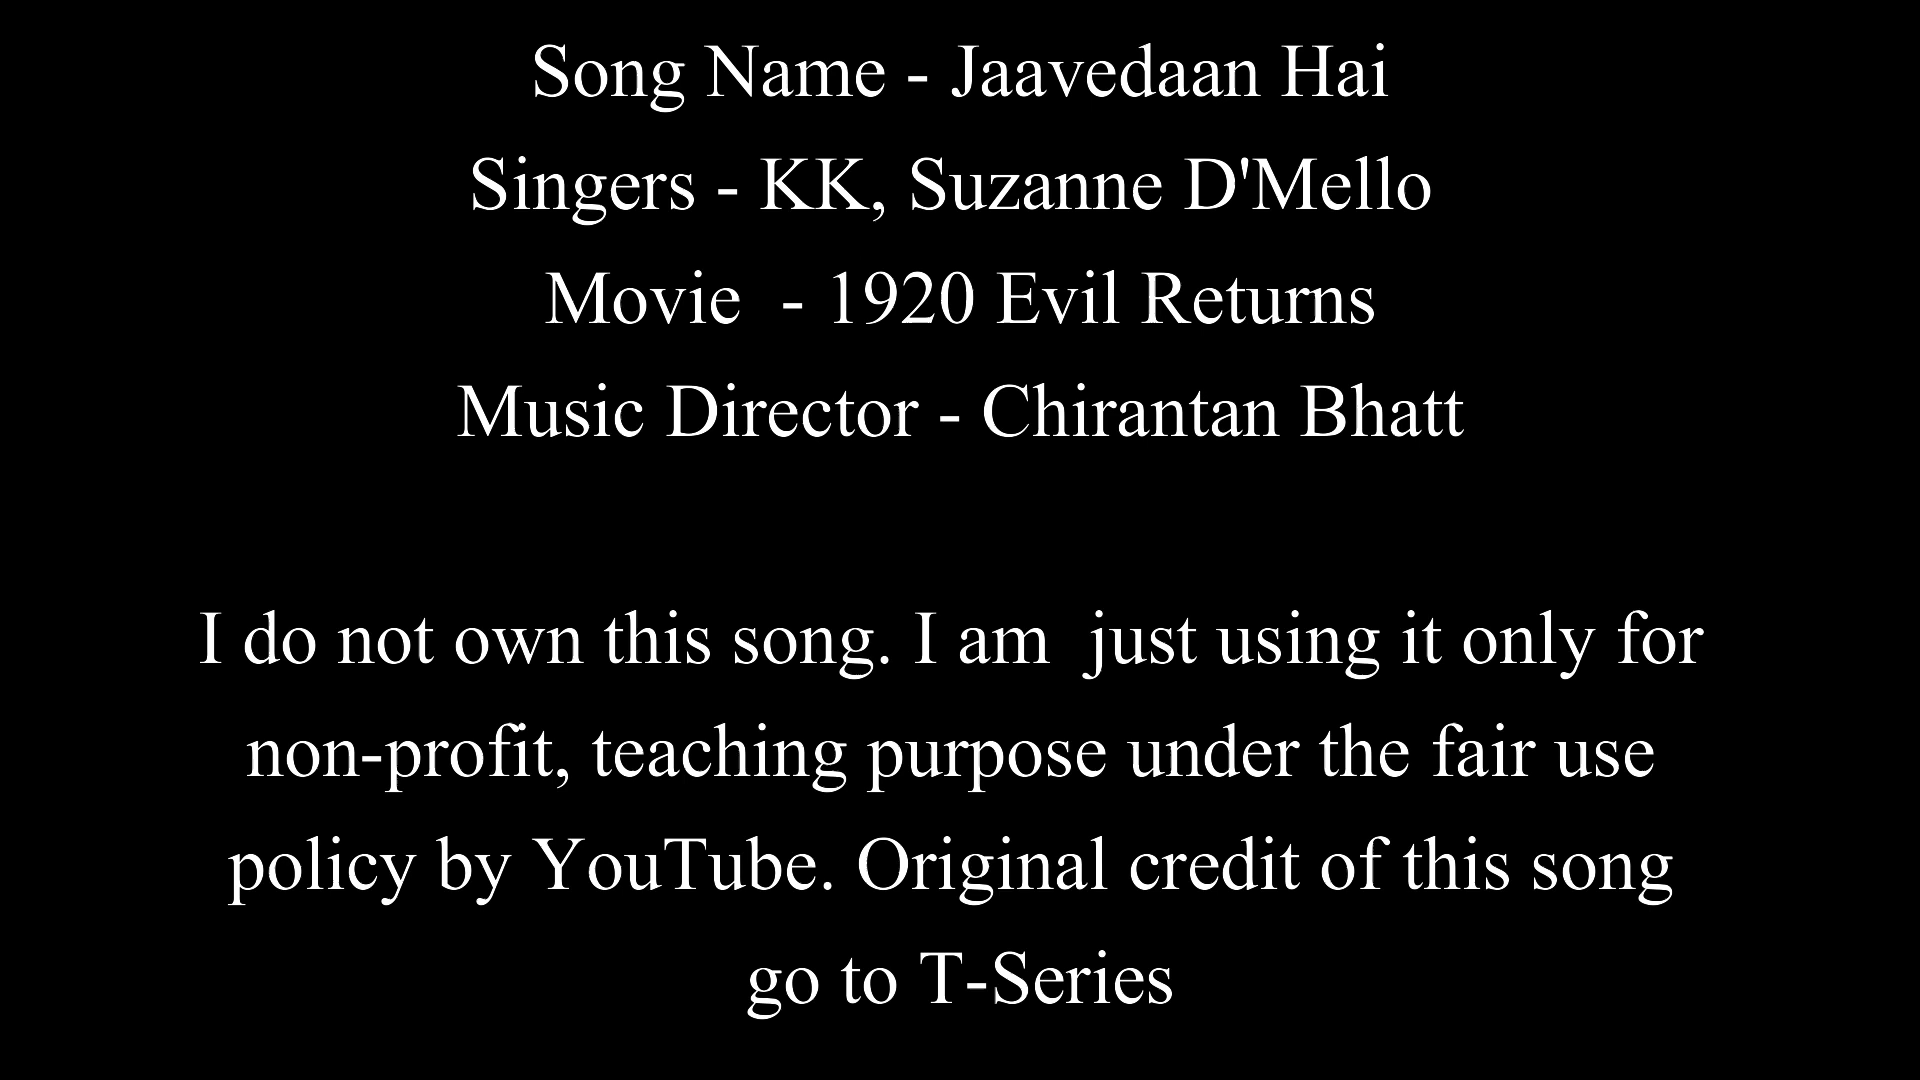 Song Name - Jaavedaan Hai
Singers - KK, Suzanne D'Mello
Movie  - 1920 Evil Returns
Music Director - Chirantan Bhatt
I do not own this song. I am  just using it only for
non-profit, teaching purpose under the fair use
policy by YouTube. Original credit of this song
go to T-Series